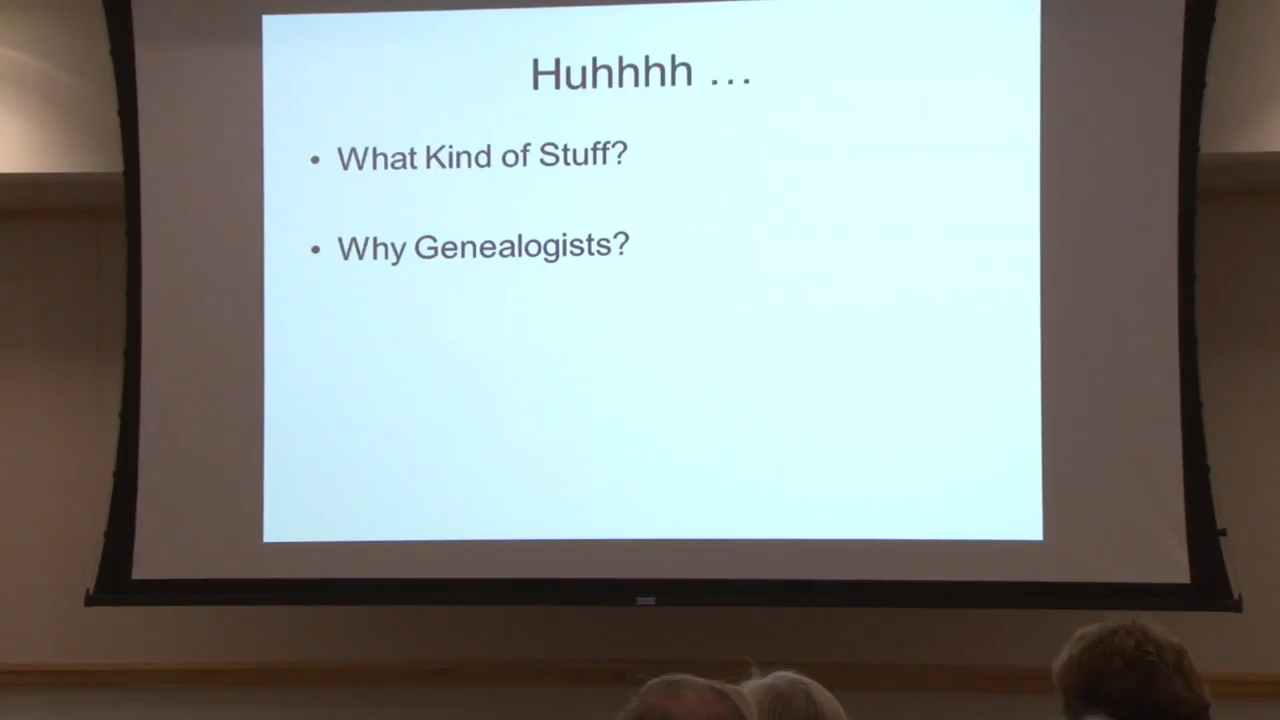 Huhhhh …
• What Kind of Stuff?
• Why Genealogists?